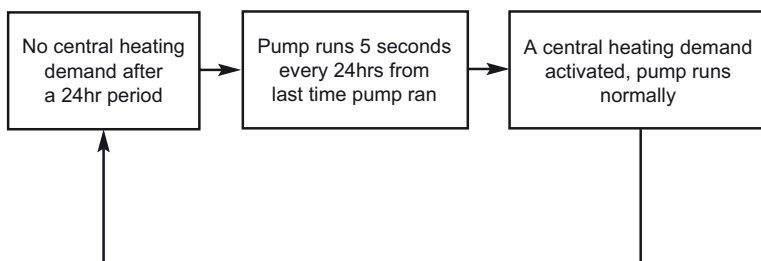 No central heating
demand after
a 24hr period
Pump runs 5 seconds
every 24hrs from
last time pump ran
A central heating demand
activated, pump runs
normally